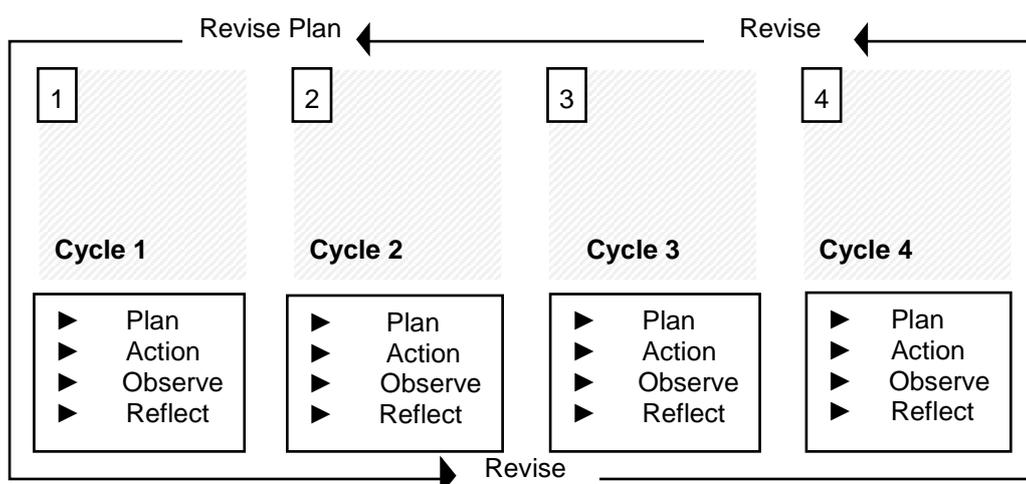 Revise Plan
Revise
1
2
3
4
Cycle 1
Cycle 2
Cycle 3
Cycle 4
► Plan
► Action
► Observe
► Reflect
► Plan
► Action
► Observe
► Reflect
► Plan
► Action
► Observe
► Reflect
► Plan
► Action
► Observe
► Reflect
Revise